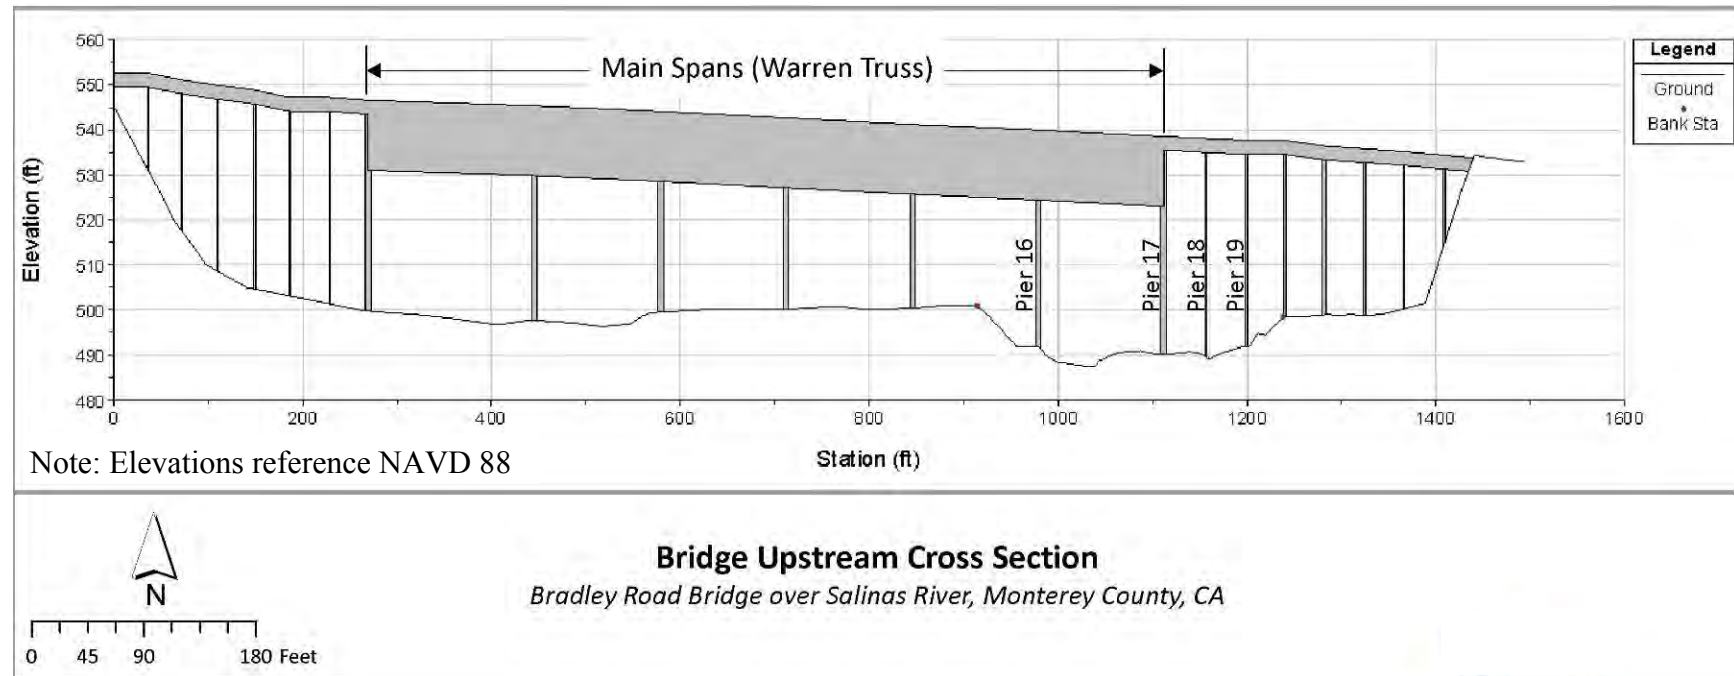 Main Spans (Warren Truss)
Legend
Ground
Bank Sta
Elevation (ft)
560
550
540
530
520
510
500
490
480
Pier 16
Pier 17
Pier 18
Pier 19
0
200
400
600
800
1000
1200
1400
1600
Station (ft)
Note: Elevations reference NAVD 88
N
0 45 90 180 Feet
Bridge Upstream Cross Section
Bradley Road Bridge over Salinas River, Monterey County, CA